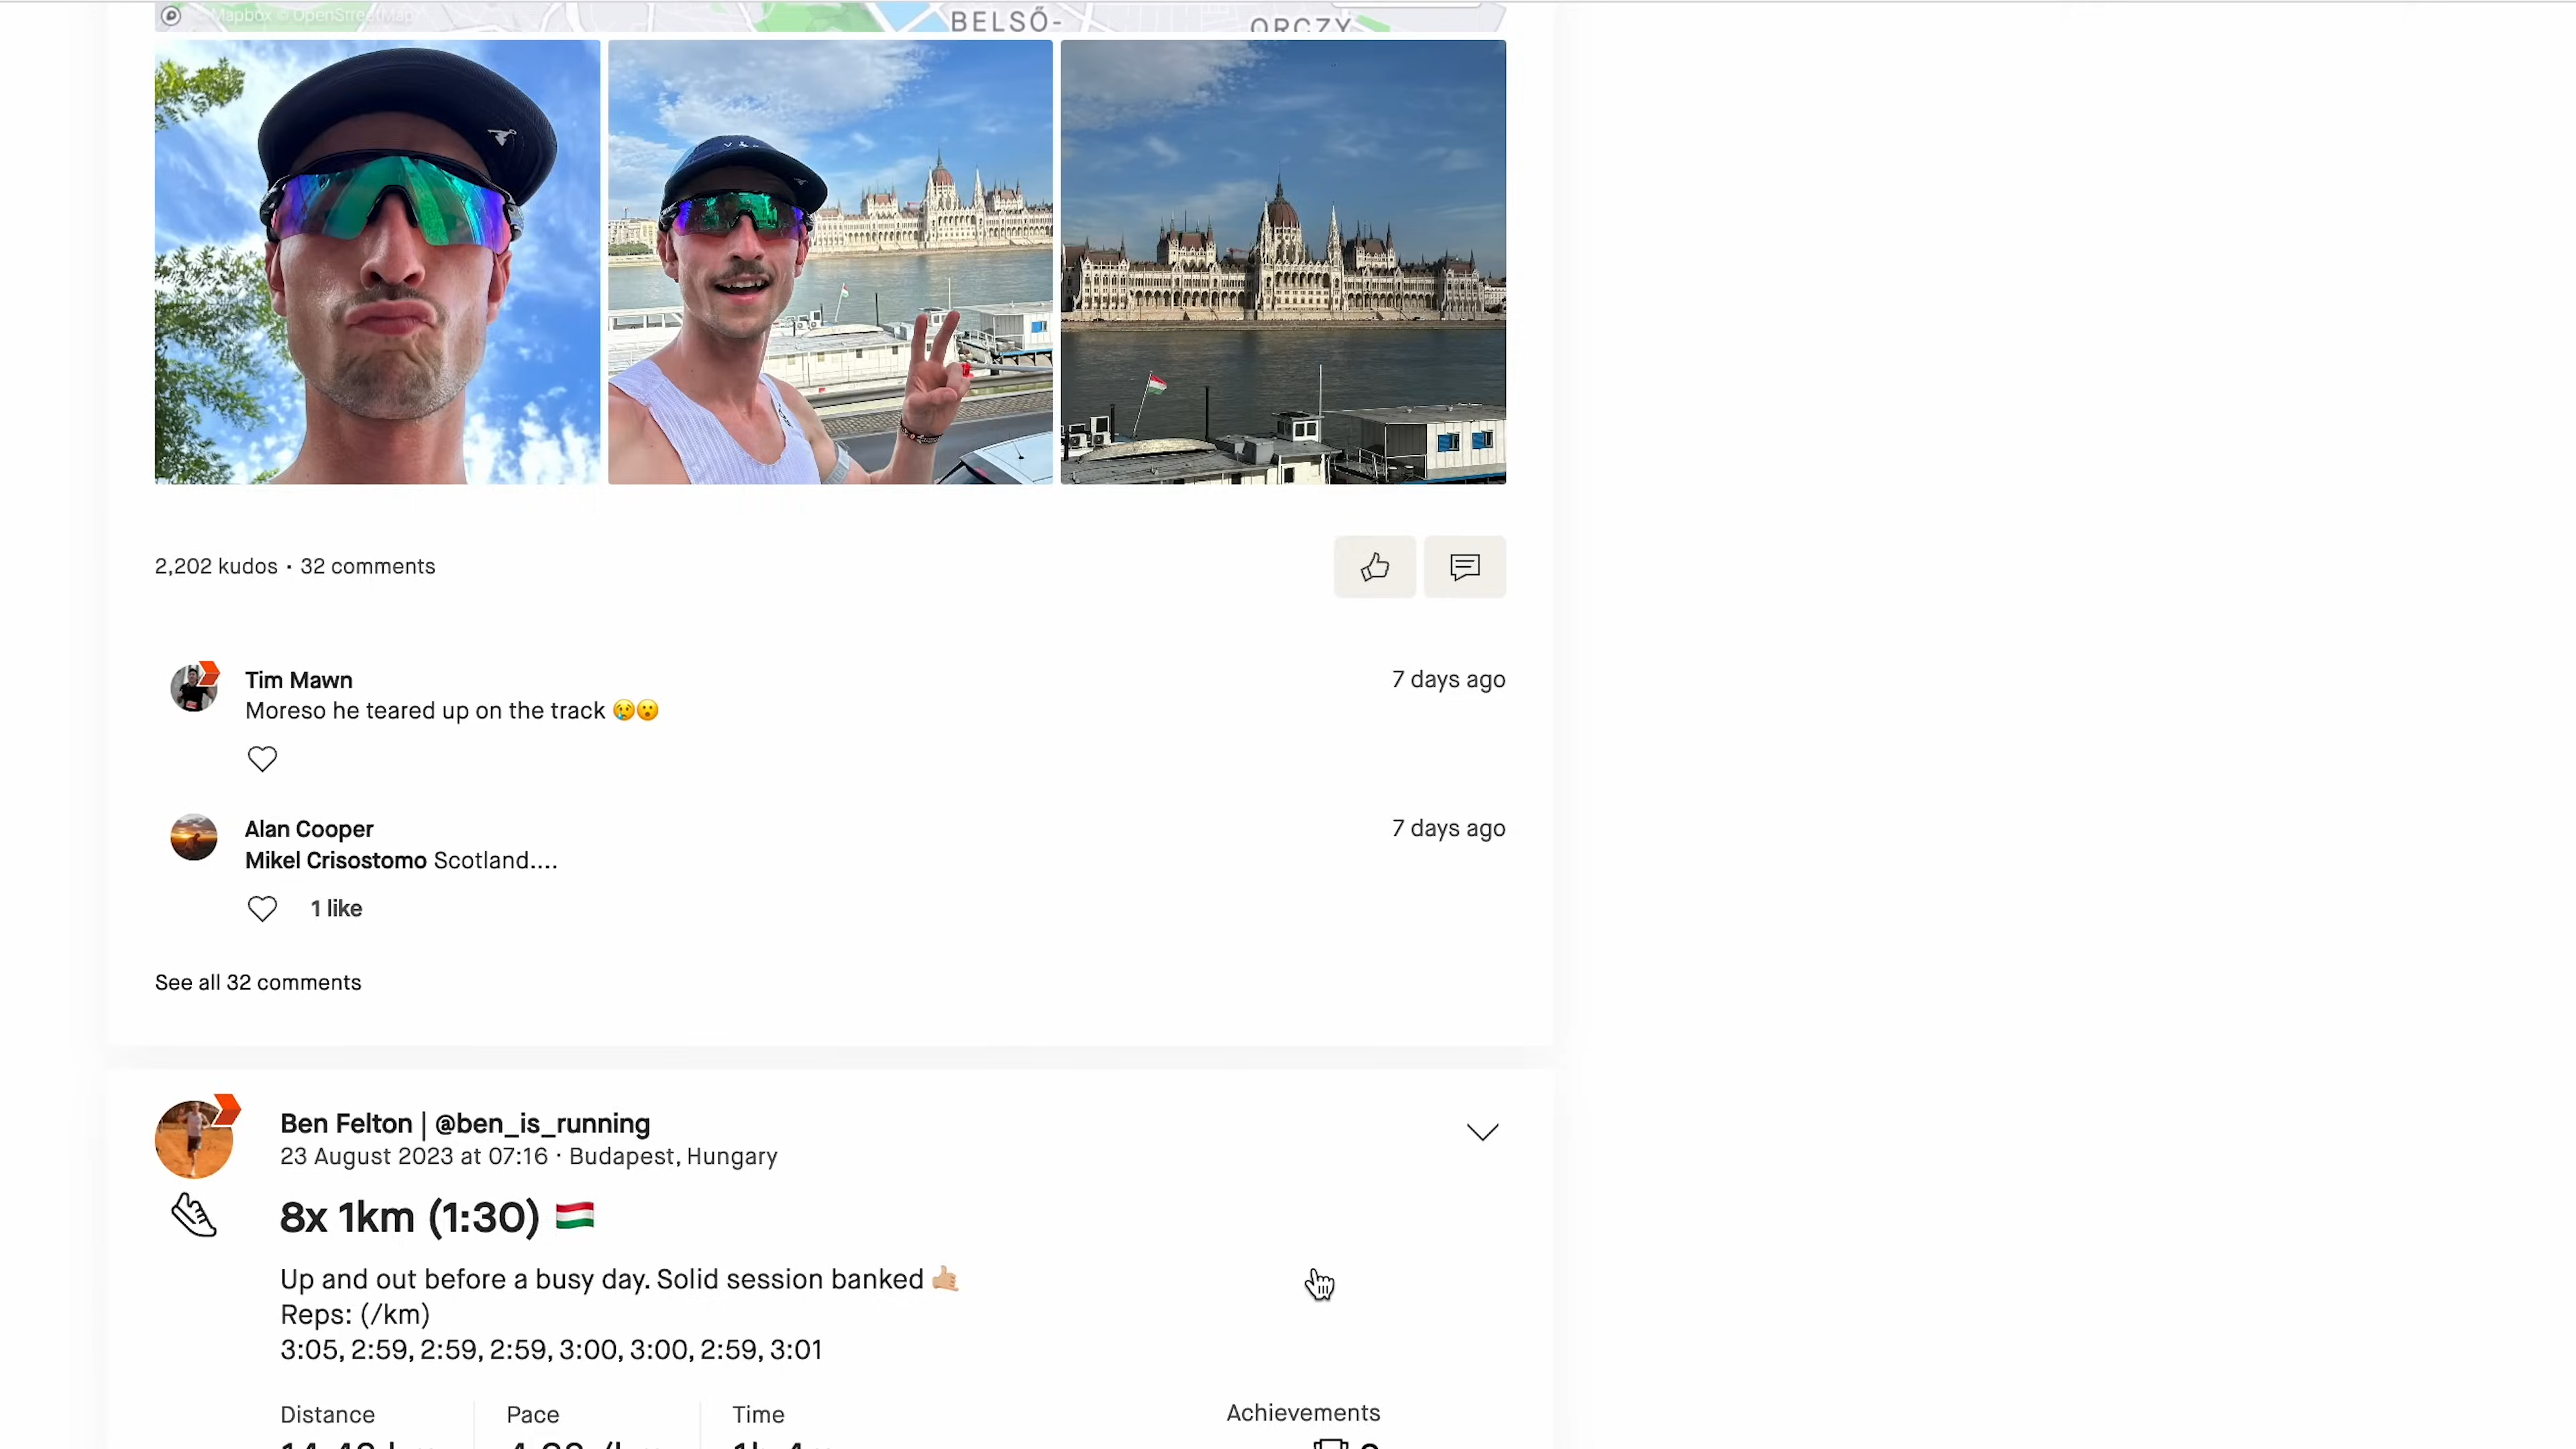 Mapbox © OpenStreetMap
BELSŐ-
ORCZY
2,202 kudos • 32 comments
Tim Mawn
7 days ago
Moreso he teared up on the track 😢😮
Alan Cooper
7 days ago
Mikel Crisostomo Scotland....
1 like
See all 32 comments
Ben Felton | @ben_is_running
23 August 2023 at 07:16 · Budapest, Hungary
8x 1km (1:30) 🇭🇺
Up and out before a busy day. Solid session banked 🤙🏼
Reps: (/km)
3:05, 2:59, 2:59, 2:59, 3:00, 3:00, 2:59, 3:01
Distance
Pace
Time
Achievements